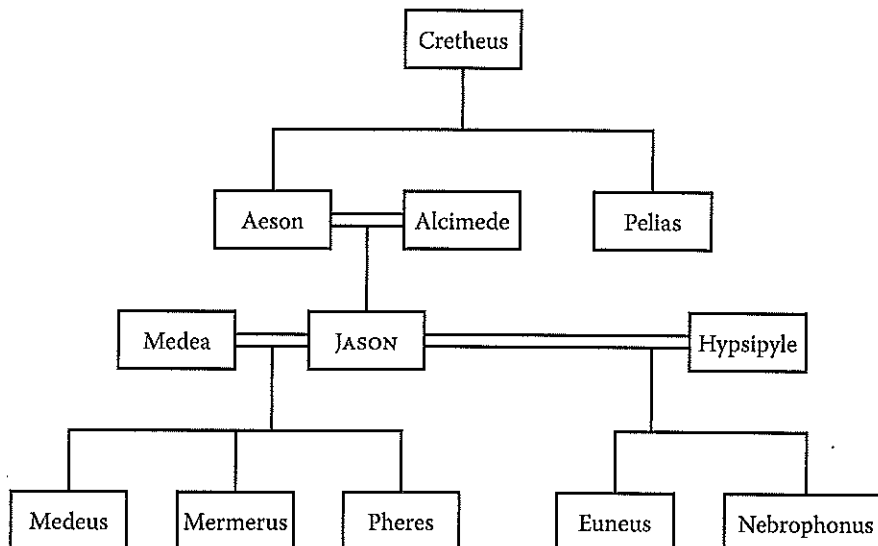 Cretheus
Aeson
Alcimede
Pelias
Medea
JASON
Hypsipyle
Medeus
Mermerus
Pheres
Euneus
Nebrophonus